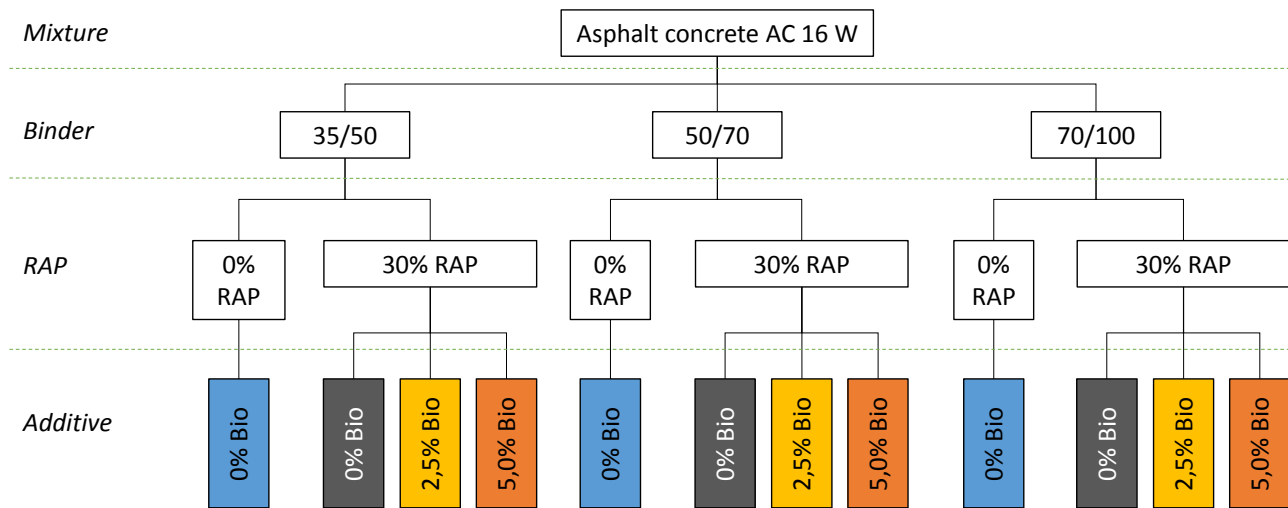 Mixture
Asphalt concrete AC 16 W
Binder
35/50
50/70
70/100
RAP
0%
RAP
30% RAP
0%
RAP
30% RAP
0%
RAP
30% RAP
Additive
0% Bio
0% Bio
2,5% Bio
5,0% Bio
0% Bio
0% Bio
2,5% Bio
5,0% Bio
0% Bio
0% Bio
2,5% Bio
5,0% Bio